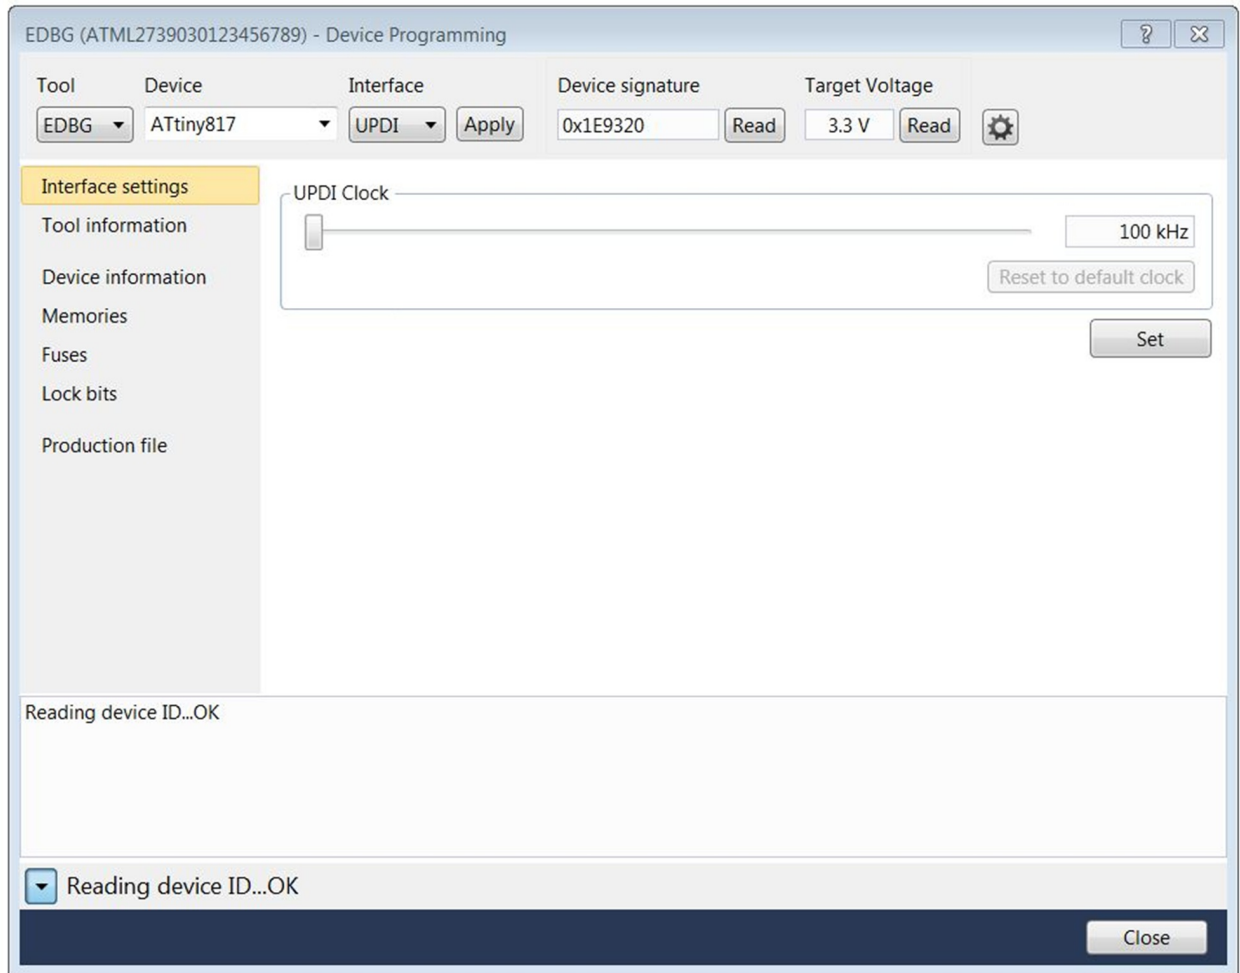 EDBG (ATML2739030123456789) - Device Programming
Tool Device Interface Device signature Target Voltage
EDBG ATtiny817 UPDI Apply 0x1E9320 Read 3.3 V Read
Interface settings
Tool information
Device information
Memories
Fuses
Lock bits
Production file
UPDI Clock
100 kHz
Reset to default clock
Set
Reading device ID...OK
Reading device ID...OK
Close